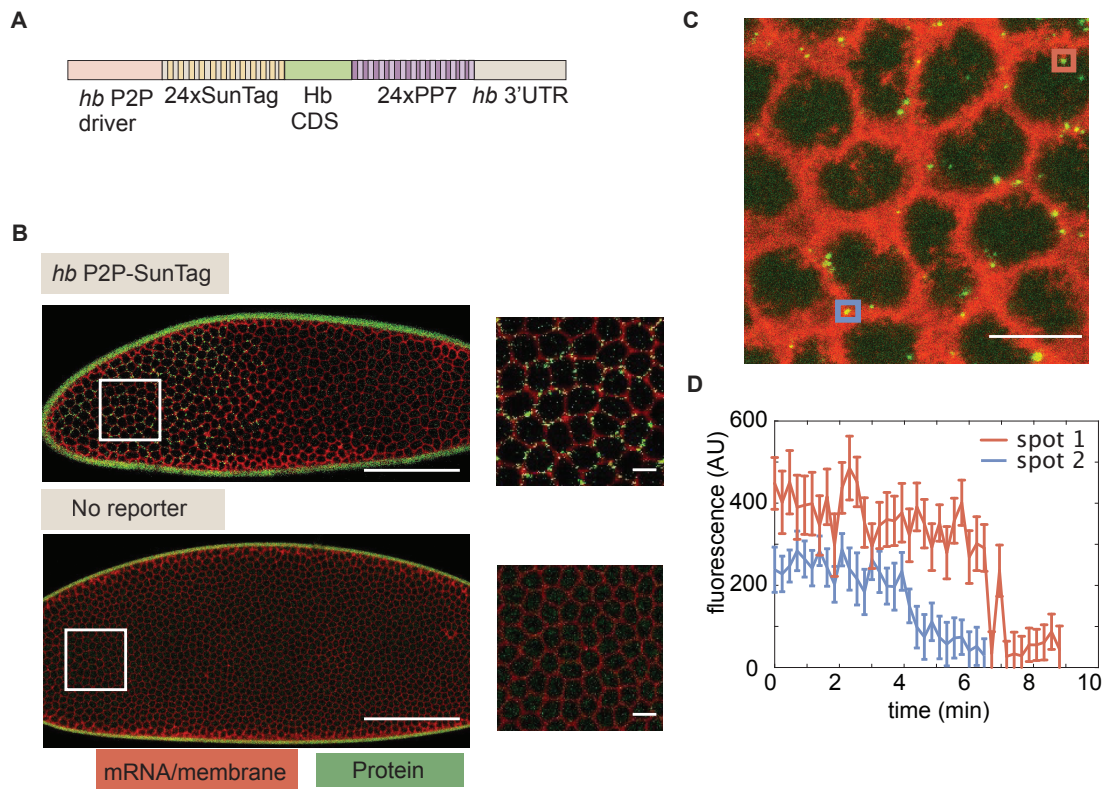 A
hb P2P
driver
24xSunTag
Hb
CDS
24xPP7
hb 3'UTR
B
hb P2P-SunTag
No reporter
mRNA/membrane
Protein
C
D
600
400
200
0
fluorescence (AU)
spot 1
spot 2
0 2 4 6 8 10
time (min)